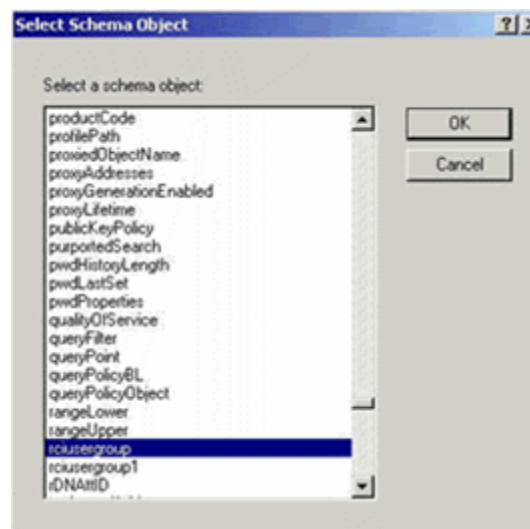 Select Schema Object
?
Select a schema object:
productCode
profilePath
proxiedObjectName
proxyAddresses
proxyGenerationEnabled
proxyLifetime
publicKeyPolicy
purportedSearch
pwdHistoryLength
pwdLastSet
pwdProperties
qualityOfService
queryFilter
queryPoint
queryPolicyBL
queryPolicyObject
rangeLower
rangeUpper
rciusergroup
rciusergroup1
rDNAttID
OK
Cancel